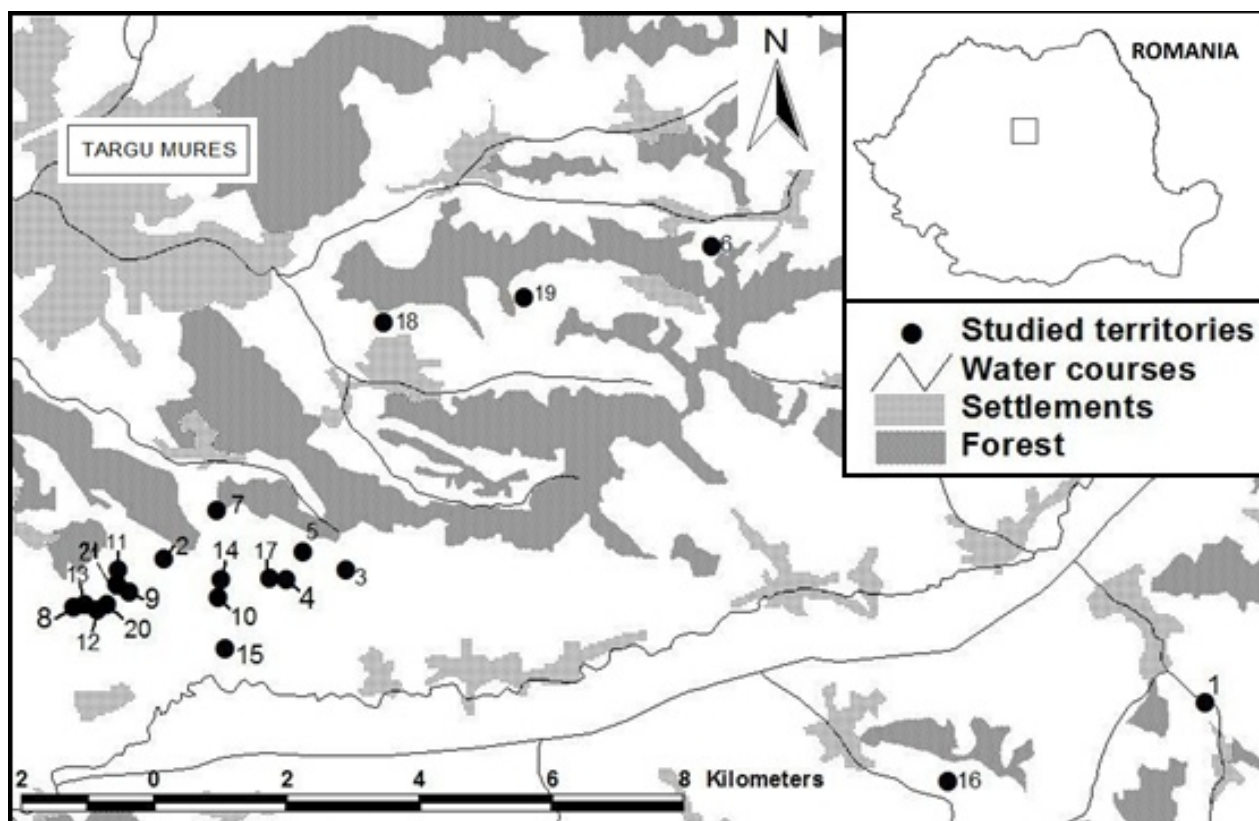 N
ROMANIA
TARGU MURES
Studied territories
Water courses
Settlements
Forest
6
19
18
7
5
11
2
21
14
17
3
13
4
9
8
10
12
20
15
1
16
2 0 2 4 6 8 Kilometers